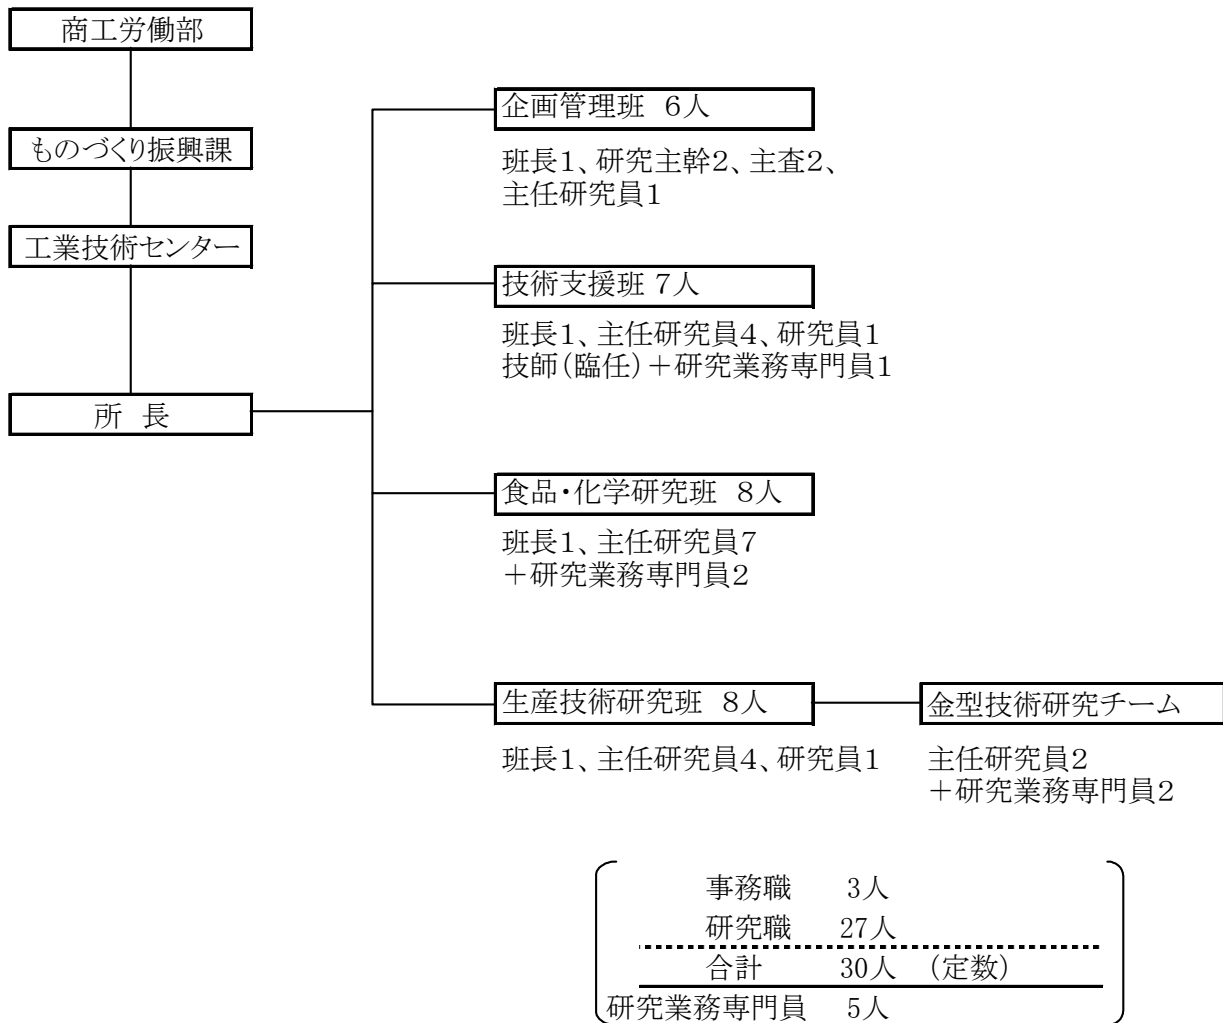 商工労働部
ものづくり振興課
工業技術センター
所 長
企画管理班 6人
班長1、研究主幹2、主査2、
主任研究員1
技術支援班 7人
班長1、主任研究員4、研究員1
技師(臨任)+研究業務専門員1
食品・化学研究班 8人
班長1、主任研究員7
+研究業務専門員2
生産技術研究班 8人
班長1、主任研究員4、研究員1
金型技術研究チーム
主任研究員2
+研究業務専門員2
事務職 3人
研究職 27人
合計 30人 (定数)
研究業務専門員 5人